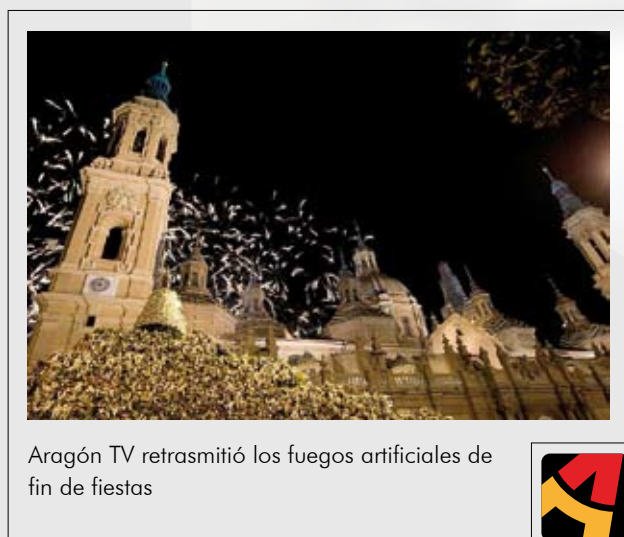 Aragón TV retrasmitió los fuegos artificiales de
fin de fiestas